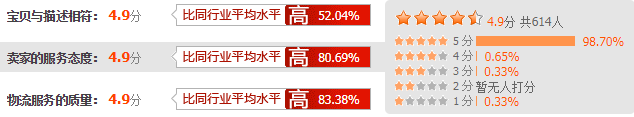 宝贝与描述相符：4.9分 比同行业平均水平 高 52.04%
卖家的服务态度：4.9分 比同行业平均水平 高 80.69%
物流服务的质量：4.9分 比同行业平均水平 高 83.38%
4.9分 共614人
5分 98.70%
4分 0.65%
3分 0.33%
2分 暂无人打分
1分 0.33%